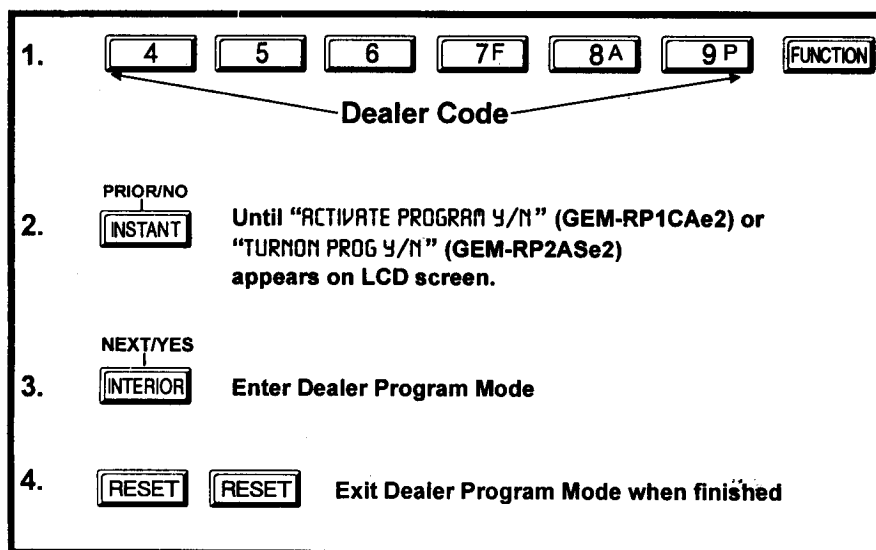 1. 4 5 6 7F 8A 9P FUNCTION
Dealer Code
PRIOR/NO
2. INSTANT Until “ACTIVATE PROGRAM Y/N” (GEM-RP1CAe2) or
“TURNON PROG Y/N” (GEM-RP2ASe2)
appears on LCD screen.
NEXT/YES
3. INTERIOR Enter Dealer Program Mode
4. RESET RESET Exit Dealer Program Mode when finished